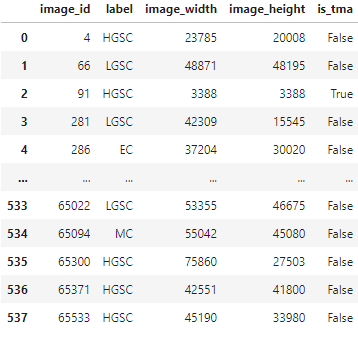 image_id label image_width image_height is_tma
0 4 HGSC 23785 20008 False
1 66 LGSC 48871 48195 False
2 91 HGSC 3388 3388 True
3 281 LGSC 42309 15545 False
4 286 EC 37204 30020 False
... ... ... ... ... ...
533 65022 LGSC 53355 46675 False
534 65094 MC 55042 45080 False
535 65300 HGSC 75860 27503 False
536 65371 HGSC 42551 41800 False
537 65533 HGSC 45190 33980 False